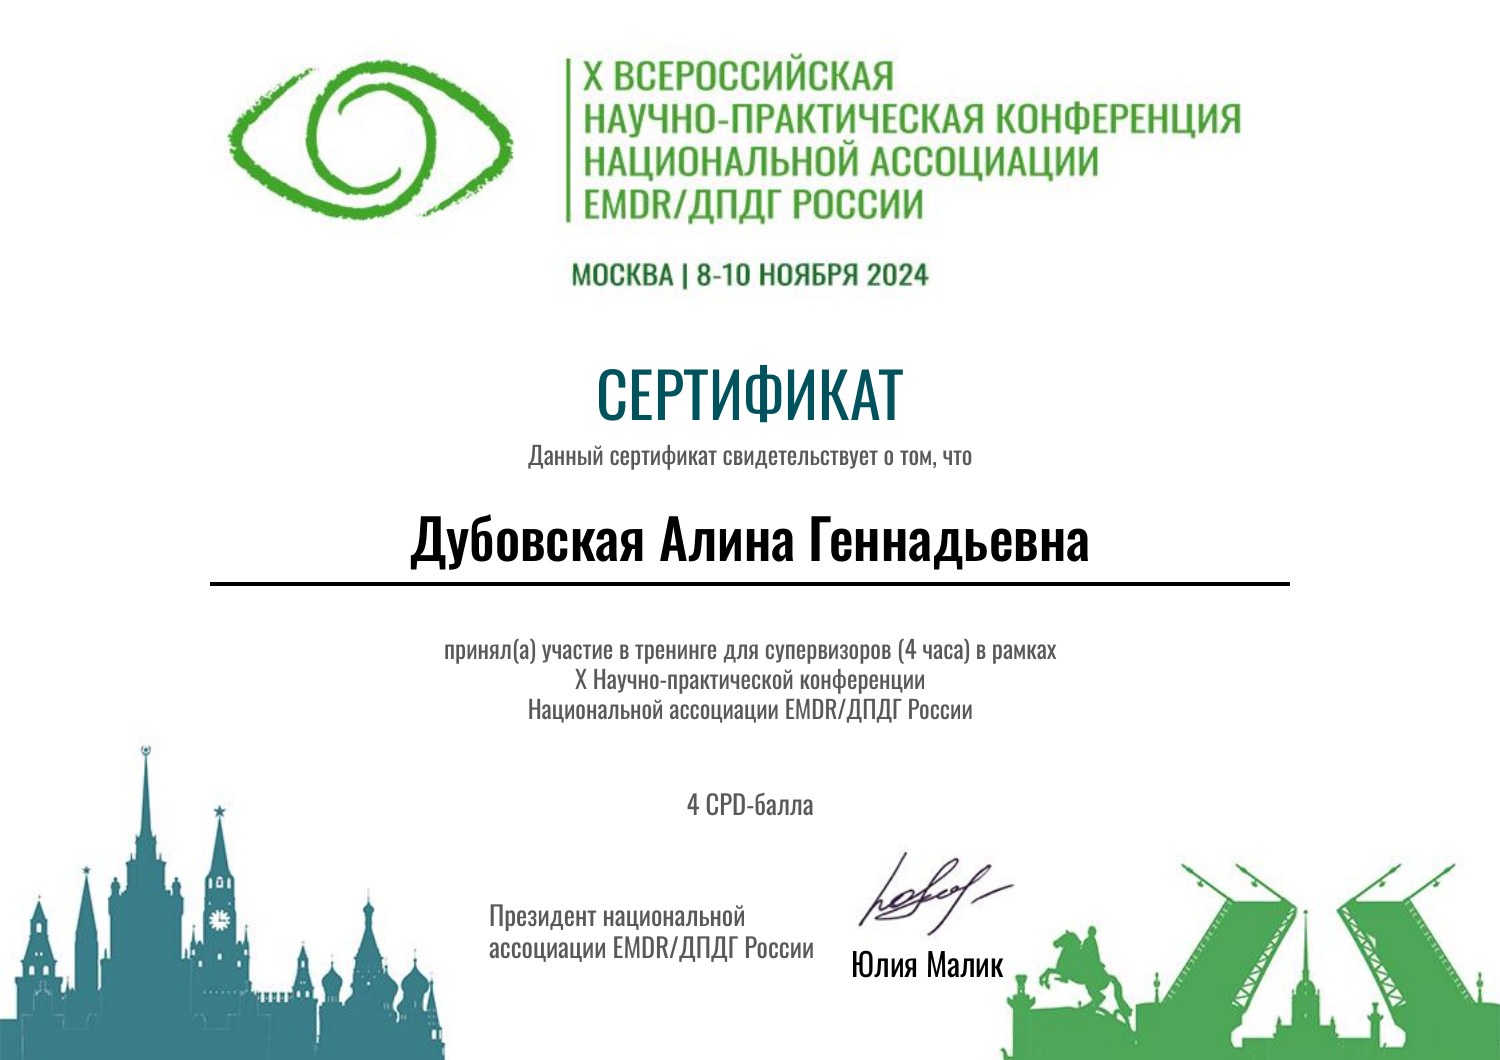 X ВСЕРОССИЙСКАЯ
НАУЧНО-ПРАКТИЧЕСКАЯ КОНФЕРЕНЦИЯ
НАЦИОНАЛЬНОЙ АССОЦИАЦИИ
EMDR/ДПДГ РОССИИ
МОСКВА | 8-10 НОЯБРЯ 2024
СЕРТИФИКАТ
Данный сертификат свидетельствует о том, что
Дубовская Алина Геннадьевна
принял(а) участие в тренинге для супервизоров (4 часа) в рамках
X Научно-практической конференции
Национальной ассоциации EMDR/ДПДГ России
4 CPD-балла
Президент национальной
ассоциации EMDR/ДПДГ России
Юлия Малик